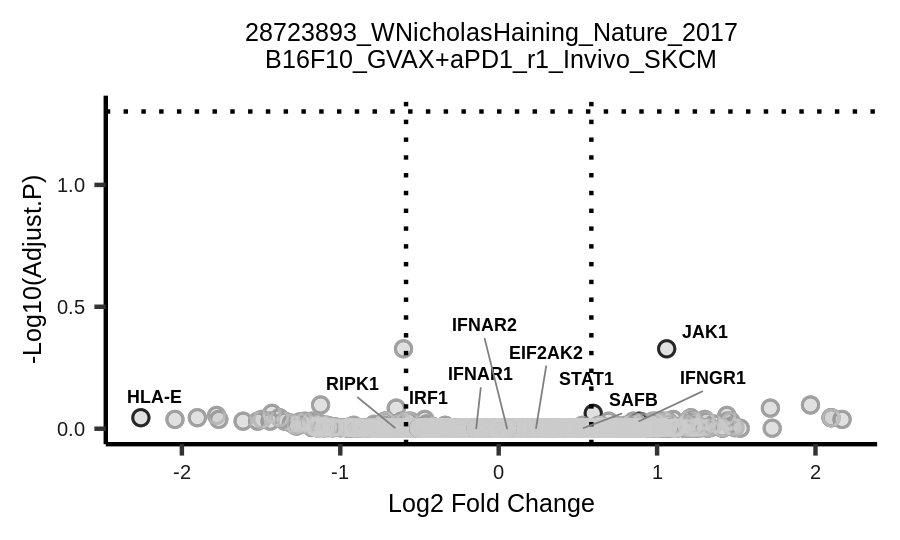 28723893_WNicholasHaining_Nature_2017
B16F10_GVAX+aPD1_r1_Invivo_SKCM
-Log10(Adjust.P)
1.0
0.5
0.0
IFNAR2
JAK1
EIF2AK2
IFNAR1
STAT1
IFNGR1
RIPK1
HLA-E
IRF1
SAFB
-2
-1
0
1
2
Log2 Fold Change